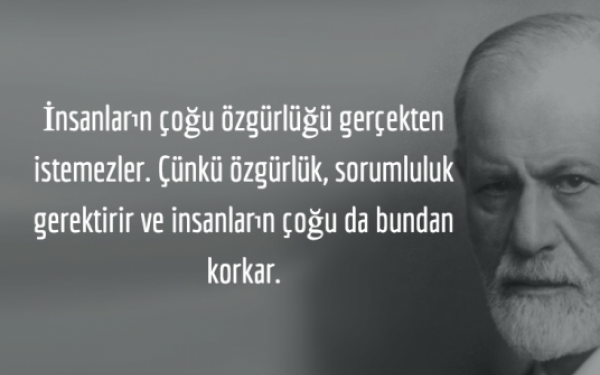 İnsanların çoğu özgürlüğü gerçekten
istemezler. Çünkü özgürlük, sorumluluk
gerektirir ve insanların çoğu da bundan
korkar.